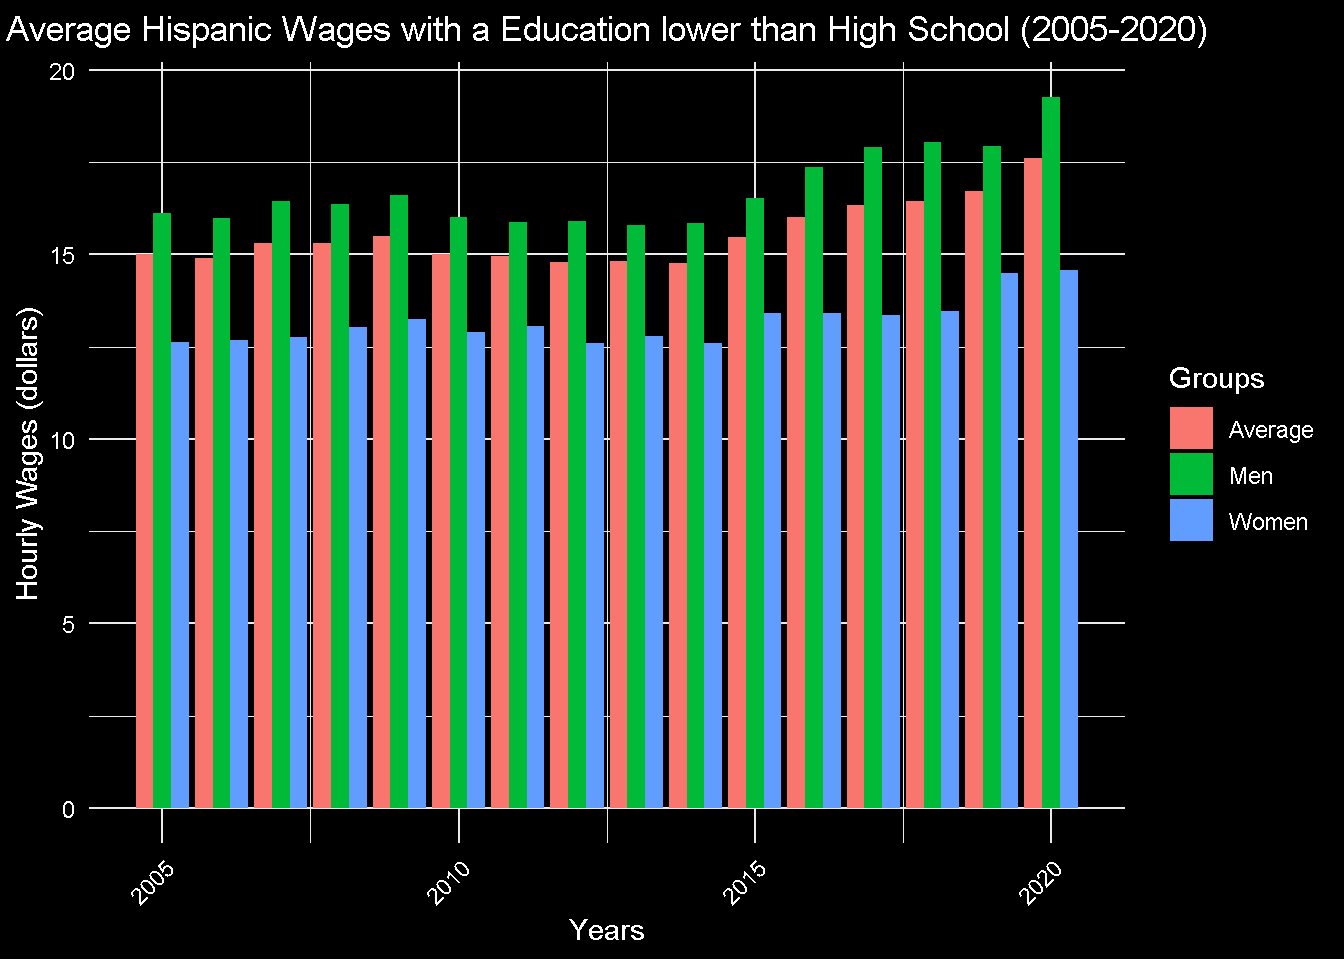 Average Hispanic Wages with a Education lower than High School (2005-2020)
20
15
10
5
0
Hourly Wages (dollars)
2005
2010
2015
2020
Years
Groups
Average
Men
Women